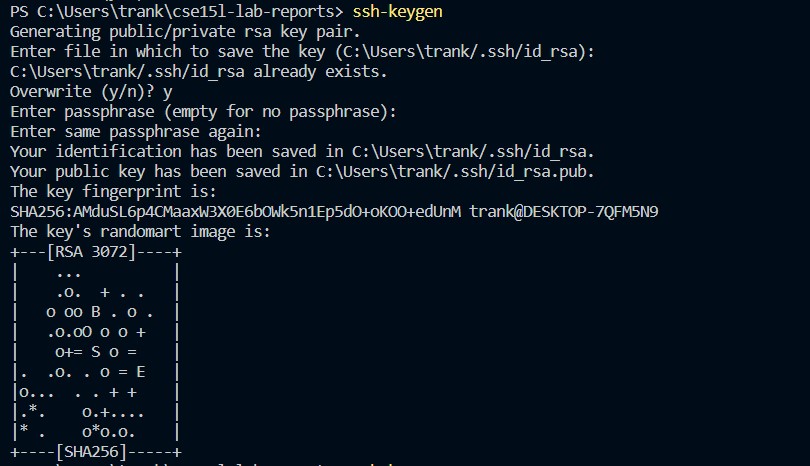 PS C:\Users\trank\cse15l-lab-reports> ssh-keygen
Generating public/private rsa key pair.
Enter file in which to save the key (C:\Users\trank/.ssh/id_rsa):
C:\Users\trank/.ssh/id_rsa already exists.
Overwrite (y/n)? y
Enter passphrase (empty for no passphrase):
Enter same passphrase again:
Your identification has been saved in C:\Users\trank/.ssh/id_rsa.
Your public key has been saved in C:\Users\trank/.ssh/id_rsa.pub.
The key fingerprint is:
SHA256:AMduSL6p4CMaaxW3X0E6bOWk5n1Ep5dO+oKOO+edUnM trank@DESKTOP-7QFM5N9
The key's randomart image is:
+---[RSA 3072]----+
|    ...          |
|    .o.  + . .   |
|   o oo B . o .  |
|   .o.oO o o +   |
|    o+= S o =    |
|.  .o. . o = E   |
|o...  . . + +    |
|.*.    o.+....   |
|* .    o*o.o.    |
+----[SHA256]-----+